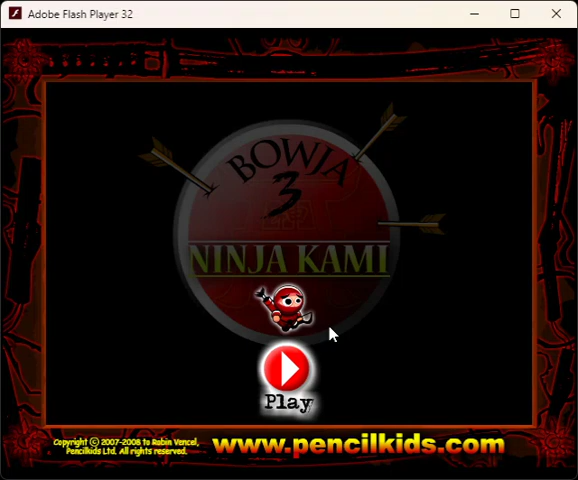 Adobe Flash Player 32
BOWJA
3
NINJA KAMI
Play
Copyright © 2007-2008 to Robin Vencel,
Pencilkids Ltd. All rights reserved.
www.pencilkids.com